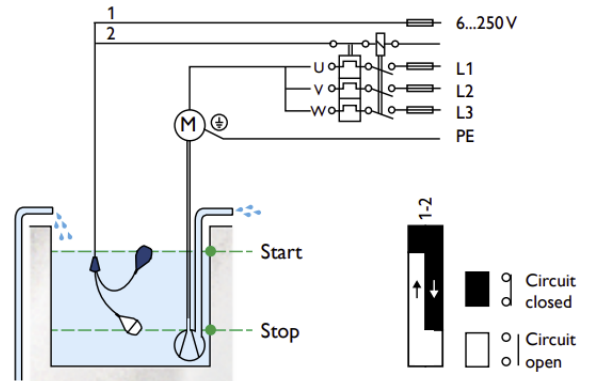 1
6...250 V
2
U
L1
V
L2
W
L3
M
PE
Start
Stop
1-2
Circuit
closed
Circuit
open